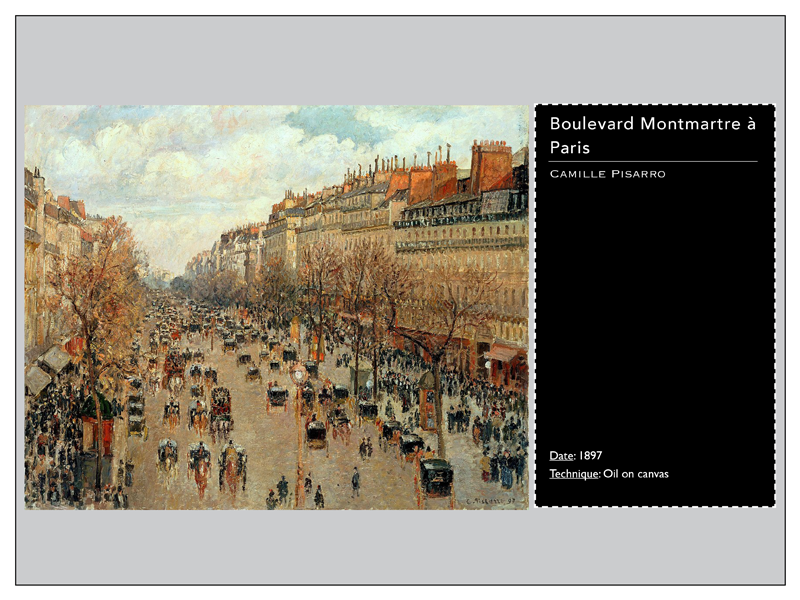 Boulevard Montmartre à
Paris
Camille Pisarro
Date: 1897
Technique: Oil on canvas